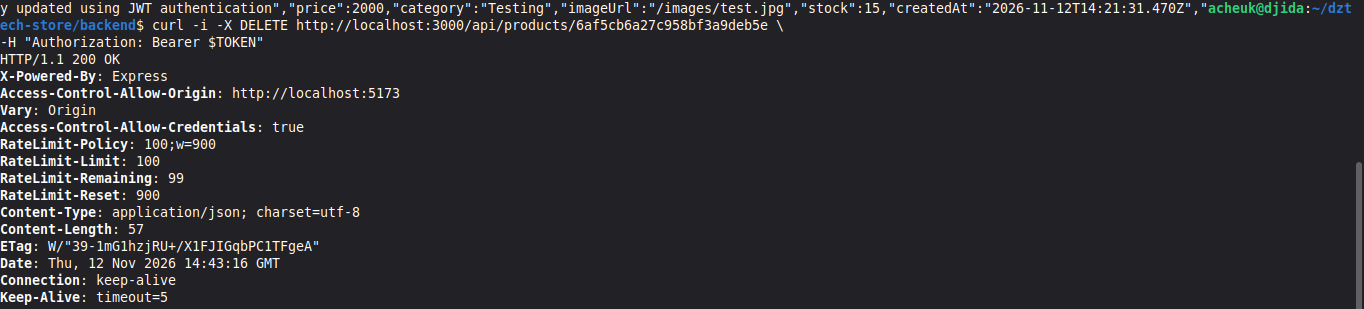 y updated using JWT authentication","price":2000,"category":"Testing","imageUrl":"/images/test.jpg","stock":15,"createdAt":"2026-11-12T14:21:31.470Z","acheuk@djida:~/dzt
ech-store/backend$ curl -i -X DELETE http://localhost:3000/api/products/6af5cb6a27c958bf3a9deb5e \
-H "Authorization: Bearer $TOKEN"
HTTP/1.1 200 OK
X-Powered-By: Express
Access-Control-Allow-Origin: http://localhost:5173
Vary: Origin
Access-Control-Allow-Credentials: true
RateLimit-Policy: 100;w=900
RateLimit-Limit: 100
RateLimit-Remaining: 99
RateLimit-Reset: 900
Content-Type: application/json; charset=utf-8
Content-Length: 57
ETag: W/"39-1mG1hzjRU+/X1FJIGqbPC1TFgeA"
Date: Thu, 12 Nov 2026 14:43:16 GMT
Connection: keep-alive
Keep-Alive: timeout=5